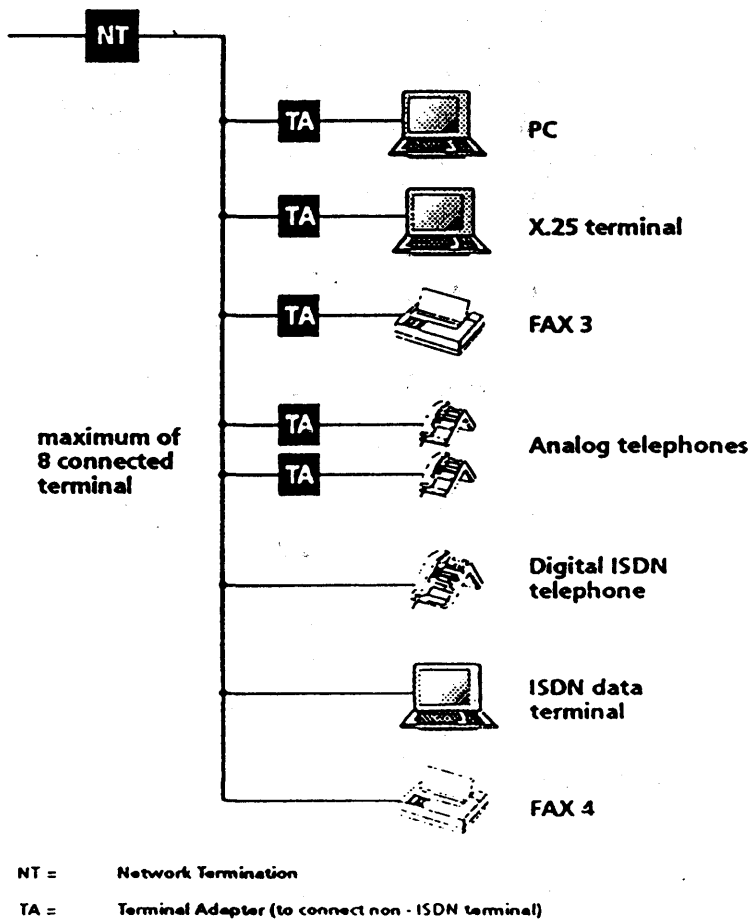 NT
TA
PC
TA
X.25 terminal
TA
FAX 3
maximum of
8 connected
terminal
TA
TA
Analog telephones
Digital ISDN
telephone
ISDN data
terminal
FAX 4
NT = Network Termination
TA = Terminal Adapter (to connect non - ISDN terminal)